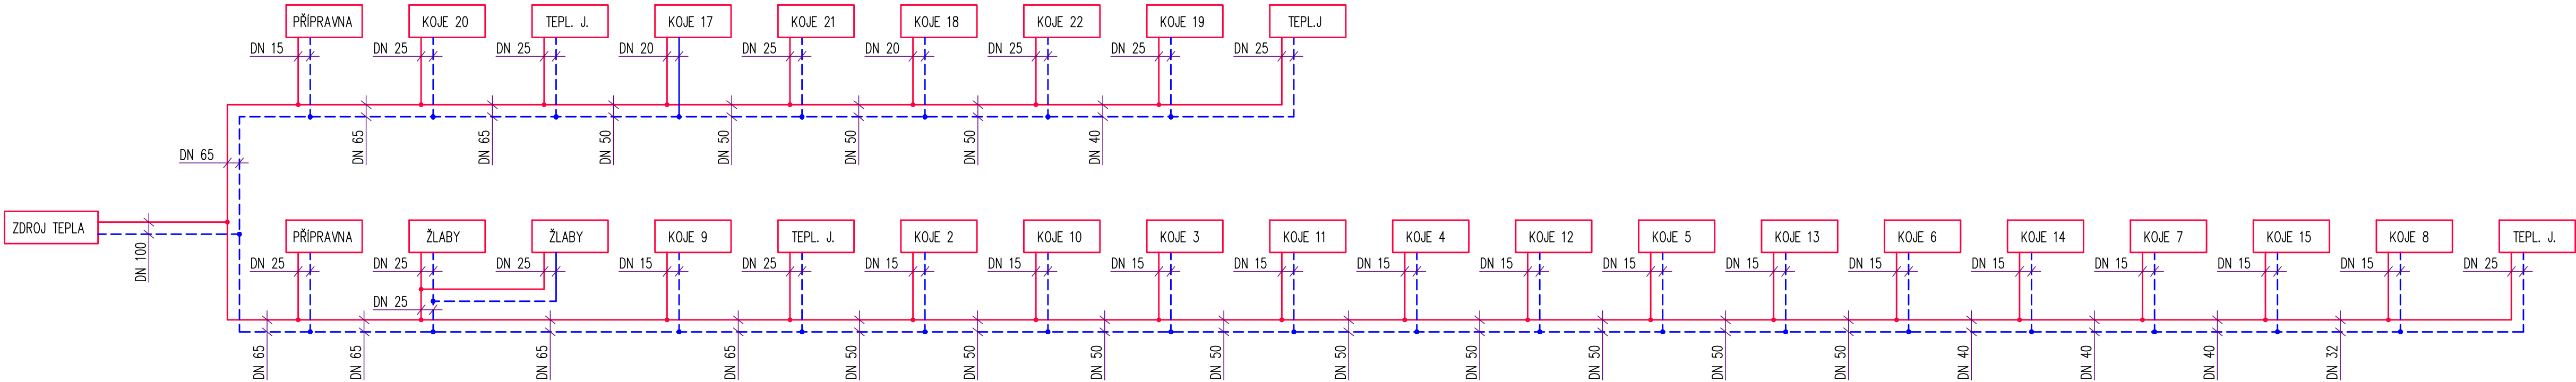 PŘÍPRAVNA
KOJE 20
TEPL. J.
KOJE 17
KOJE 21
KOJE 18
KOJE 22
KOJE 19
TEPL.J
DN 15
DN 25
DN 25
DN 20
DN 25
DN 20
DN 25
DN 25
DN 25
DN 65
DN 65
DN 50
DN 50
DN 50
DN 50
DN 40
DN 65
ZDROJ TEPLA
DN 100
PŘÍPRAVNA
ŽLABY
ŽLABY
KOJE 9
TEPL. J.
KOJE 2
KOJE 10
KOJE 3
KOJE 11
KOJE 4
KOJE 12
KOJE 5
KOJE 13
KOJE 6
KOJE 14
KOJE 7
KOJE 15
KOJE 8
TEPL. J.
DN 25
DN 25
DN 25
DN 15
DN 25
DN 15
DN 15
DN 15
DN 15
DN 15
DN 15
DN 15
DN 15
DN 15
DN 15
DN 15
DN 15
DN 15
DN 25
DN 25
DN 65
DN 65
DN 65
DN 65
DN 50
DN 50
DN 50
DN 50
DN 50
DN 50
DN 50
DN 50
DN 50
DN 40
DN 40
DN 40
DN 32